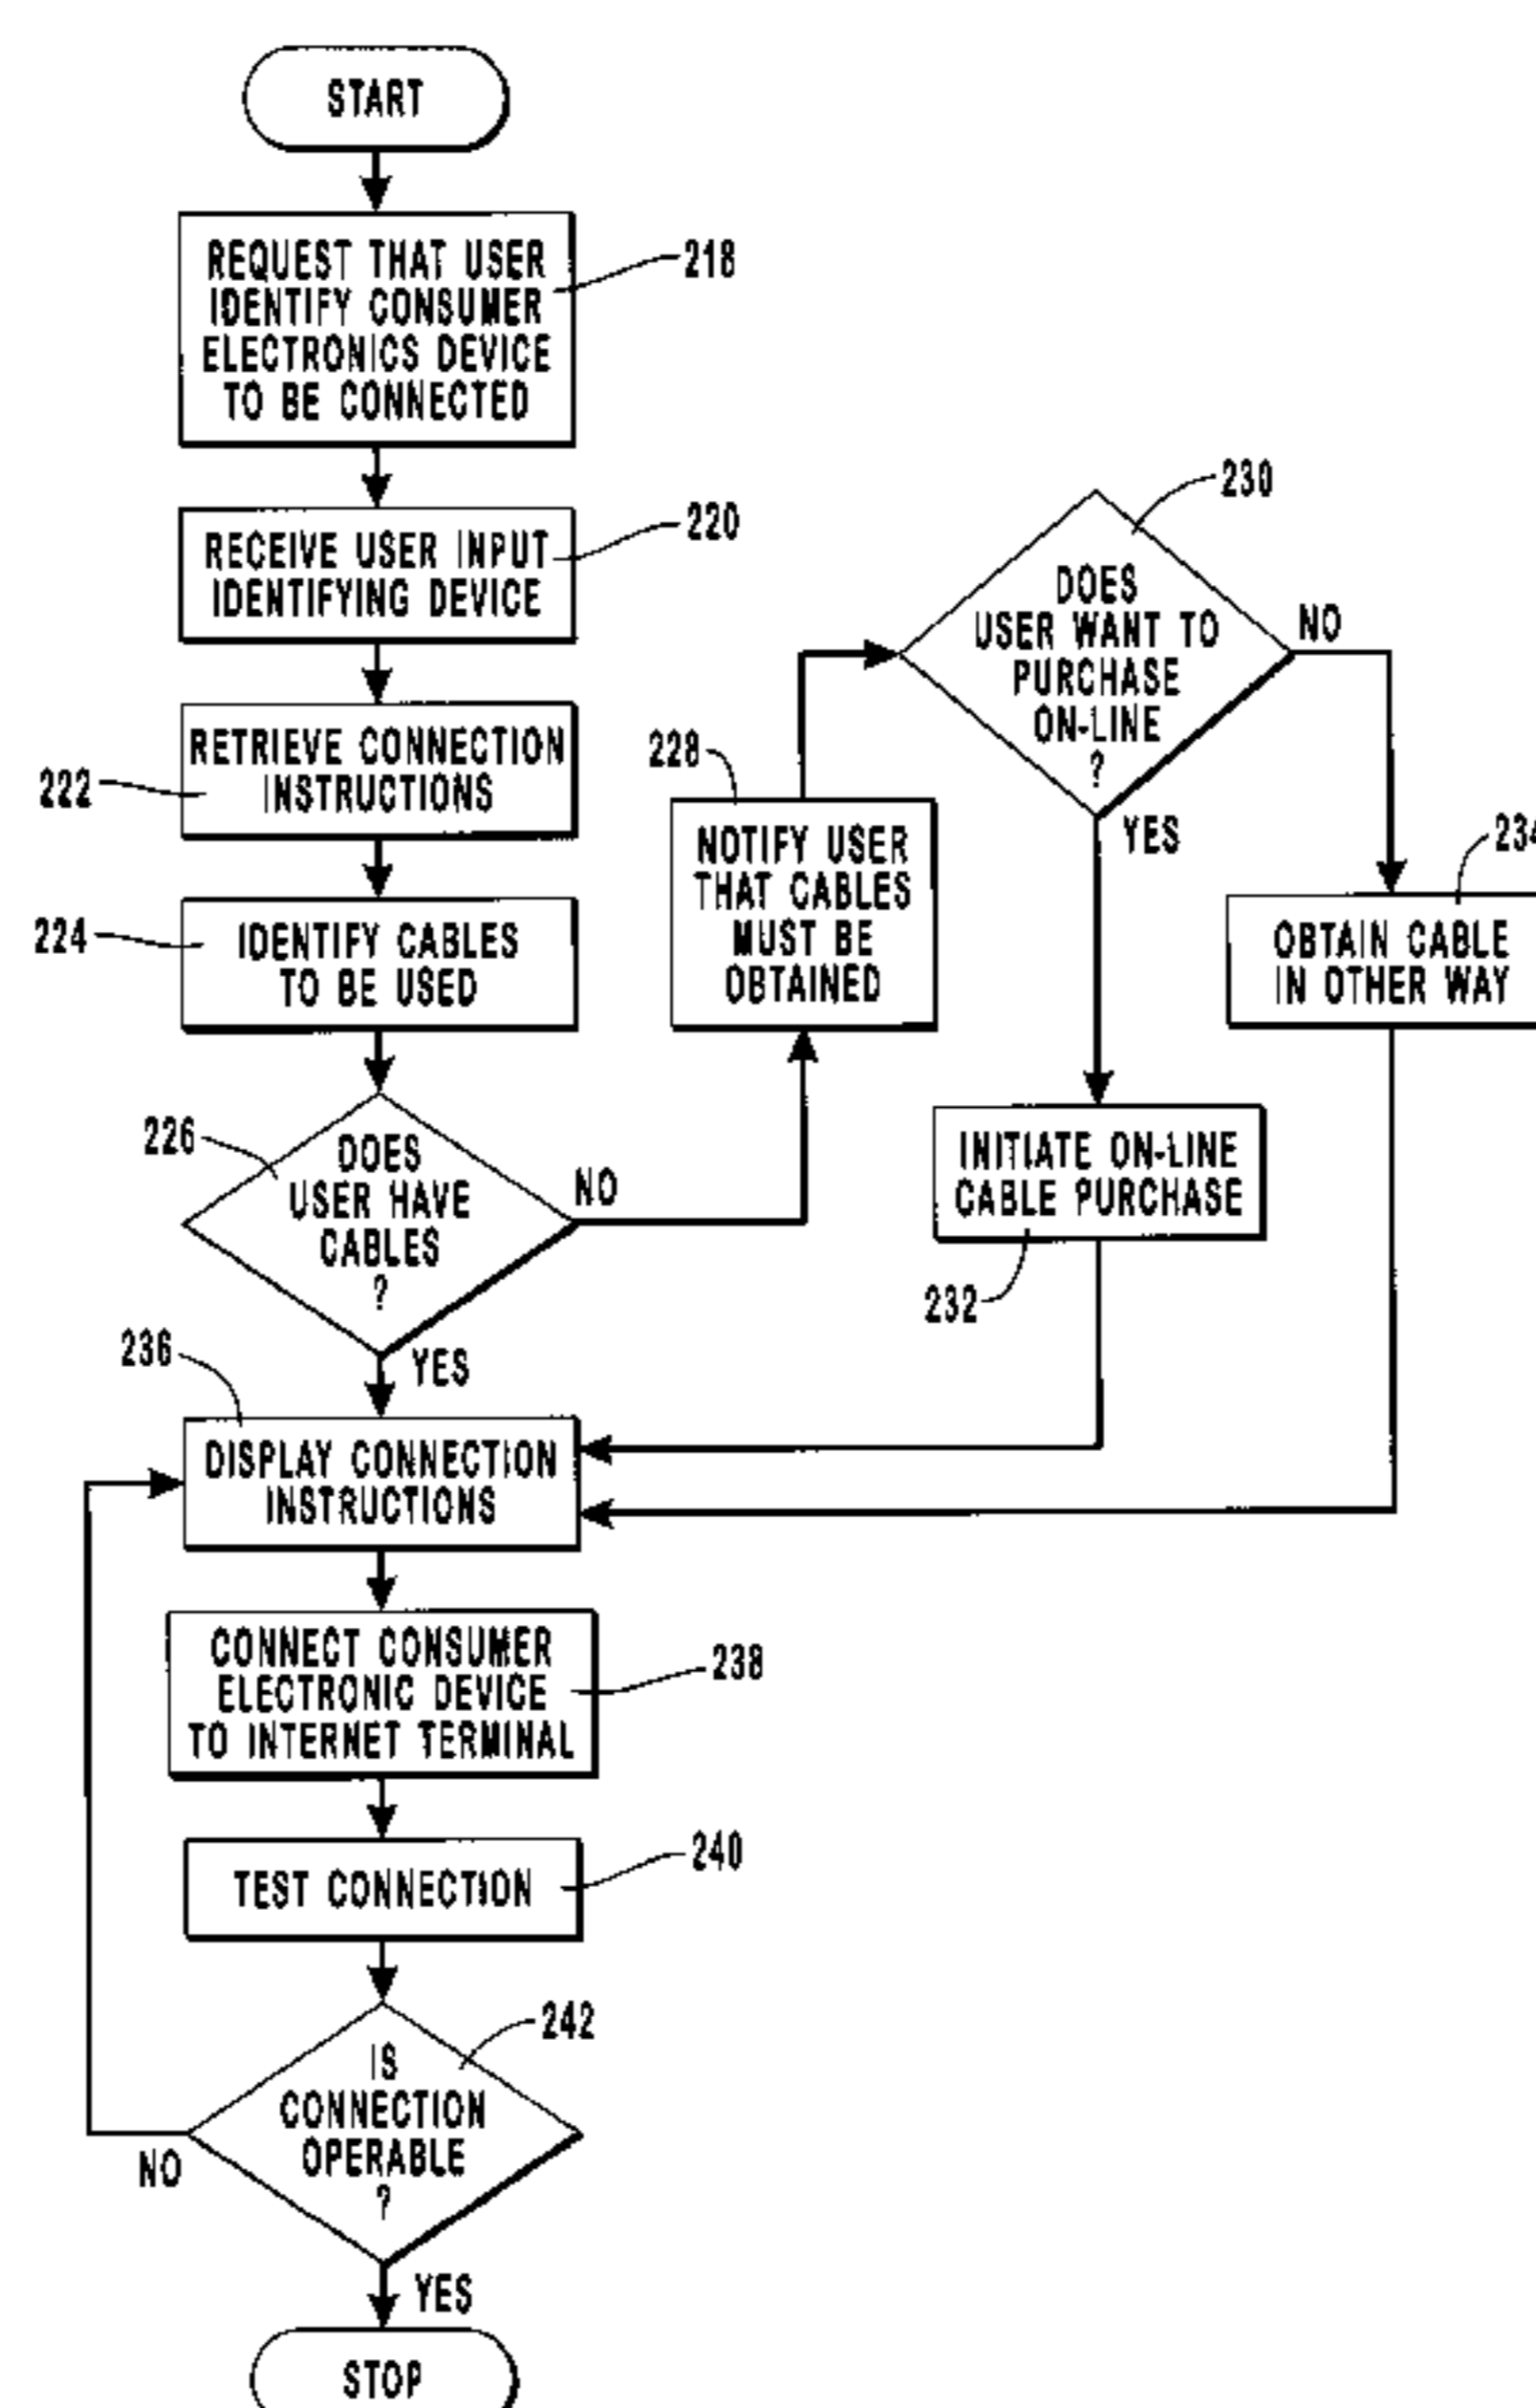 START
REQUEST THAT USER
IDENTIFY CONSUMER
ELECTRONICS DEVICE
TO BE CONNECTED
218
RECEIVE USER INPUT
IDENTIFYING DEVICE
220
RETRIEVE CONNECTION
INSTRUCTIONS
222
IDENTIFY CABLES
TO BE USED
224
DOES
USER HAVE
CABLES
?
226
NO
YES
NOTIFY USER
THAT CABLES
MUST BE
OBTAINED
228
DOES
USER WANT TO
PURCHASE
ON-LINE
?
230
NO
YES
OBTAIN CABLE
IN OTHER WAY
234
INITIATE ON-LINE
CABLE PURCHASE
232
236
DISPLAY CONNECTION
INSTRUCTIONS
CONNECT CONSUMER
ELECTRONIC DEVICE
TO INTERNET TERMINAL
238
TEST CONNECTION
240
IS
CONNECTION
OPERABLE
?
242
NO
YES
STOP